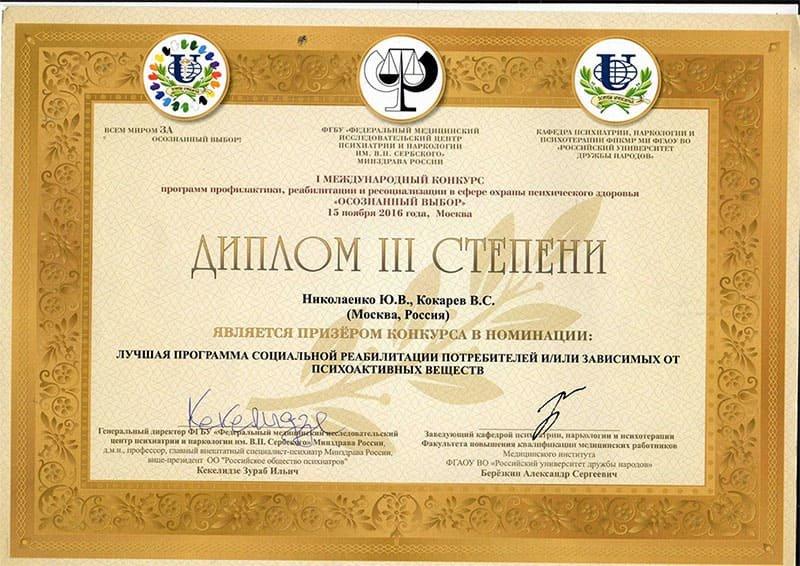 ВСЕМ МИРОМ ЗА
ОСОЗНАННЫЙ ВЫБОР!
ФГБУ «ФЕДЕРАЛЬНЫЙ МЕДИЦИНСКИЙ
ИССЛЕДОВАТЕЛЬСКИЙ ЦЕНТР
ПСИХИАТРИИ И НАРКОЛОГИИ
ИМ. В.П. СЕРБСКОГО»
МИНЗДРАВА РОССИИ
КАФЕДРА ПСИХИАТРИИ, НАРКОЛОГИИ И
ПСИХОТЕРАПИИ ФПКМР МИ ФГАОУ ВО
«РОССИЙСКИЙ УНИВЕРСИТЕТ
ДРУЖБЫ НАРОДОВ»
I МЕЖДУНАРОДНЫЙ КОНКУРС
программ профилактики, реабилитации и ресоциализации в сфере охраны психического здоровья
«ОСОЗНАННЫЙ ВЫБОР»
15 ноября 2016 года, Москва
ДИПЛОМ III СТЕПЕНИ
Николаенко Ю.В., Кокарев В.С.
(Москва, Россия)
ЯВЛЯЕТСЯ ПРИЗЁРОМ КОНКУРСА В НОМИНАЦИИ:
ЛУЧШАЯ ПРОГРАММА СОЦИАЛЬНОЙ РЕАБИЛИТАЦИИ ПОТРЕБИТЕЛЕЙ И/ИЛИ ЗАВИСИМЫХ ОТ
ПСИХОАКТИВНЫХ ВЕЩЕСТВ
Генеральный директор ФГБУ «Федеральный медицинский исследовательский
центр психиатрии и наркологии им. В.П. Сербского» Минздрава России,
д.м.н., профессор, главный внештатный специалист-психиатр Минздрава России,
вице-президент ОО "Российское общество психиатров"
Кекелидзе Зураб Ильич
Заведующий кафедрой психиатрии, наркологии и психотерапии
Факультета повышения квалификации медицинских работников
Медицинского института
ФГАОУ ВО «Российский университет дружбы народов»
Берёзкин Александр Сергеевич